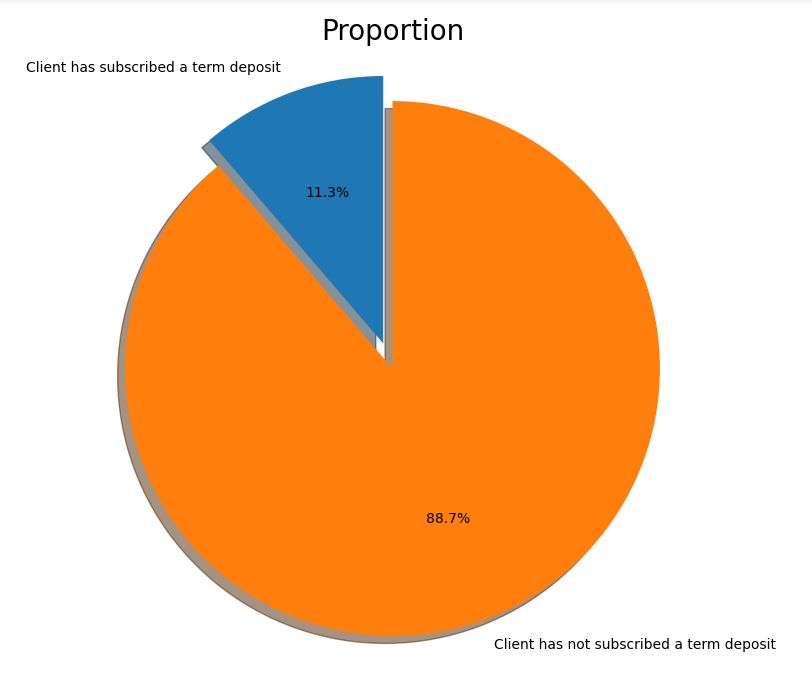 Proportion
Client has subscribed a term deposit
11.3%
88.7%
Client has not subscribed a term deposit